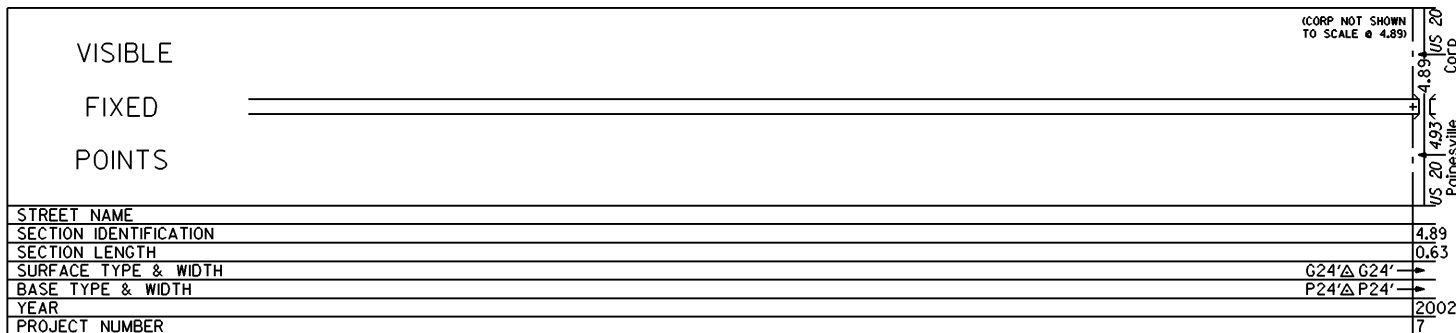 (CORP NOT SHOWN
TO SCALE @ 4.89)
VISIBLE
FIXED
POINTS
US 20
Corp
4.89
4.93
US 20
Painesville
STREET NAME
SECTION IDENTIFICATION 4.89
SECTION LENGTH 0.63
SURFACE TYPE & WIDTH G24'△ G24'
BASE TYPE & WIDTH P24'△ P24'
YEAR 2002
PROJECT NUMBER 7